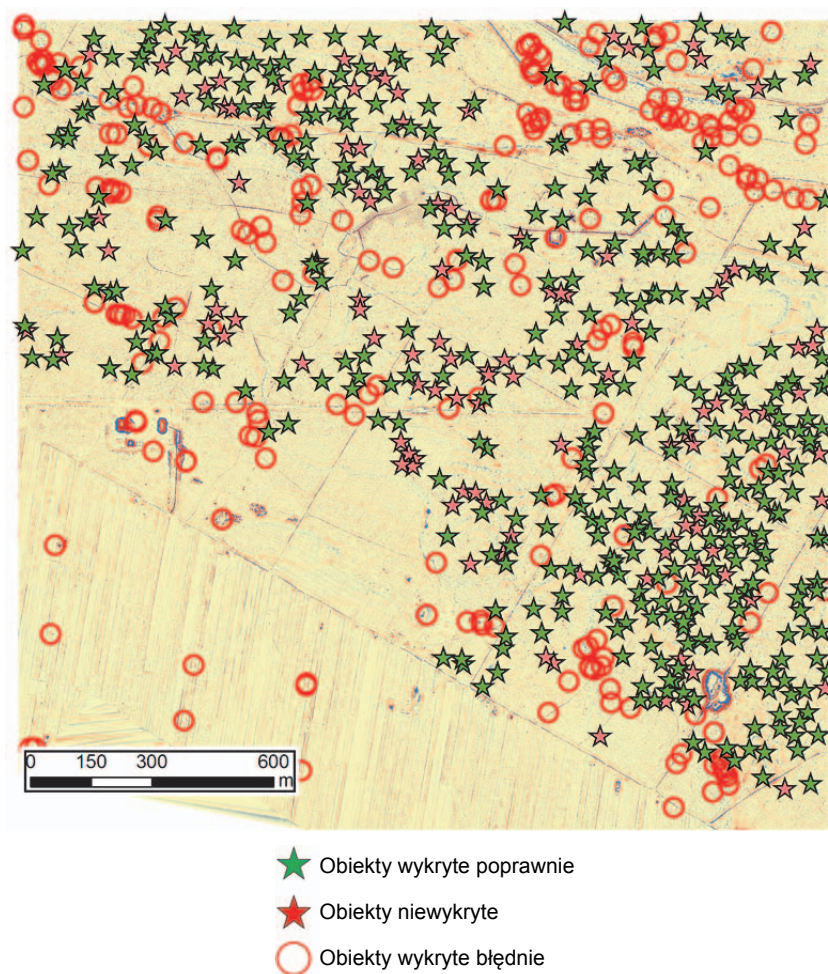 0 150 300 600
m
Obiekty wykryte poprawnie
Obiekty niewykryte
Obiekty wykryte błędnie